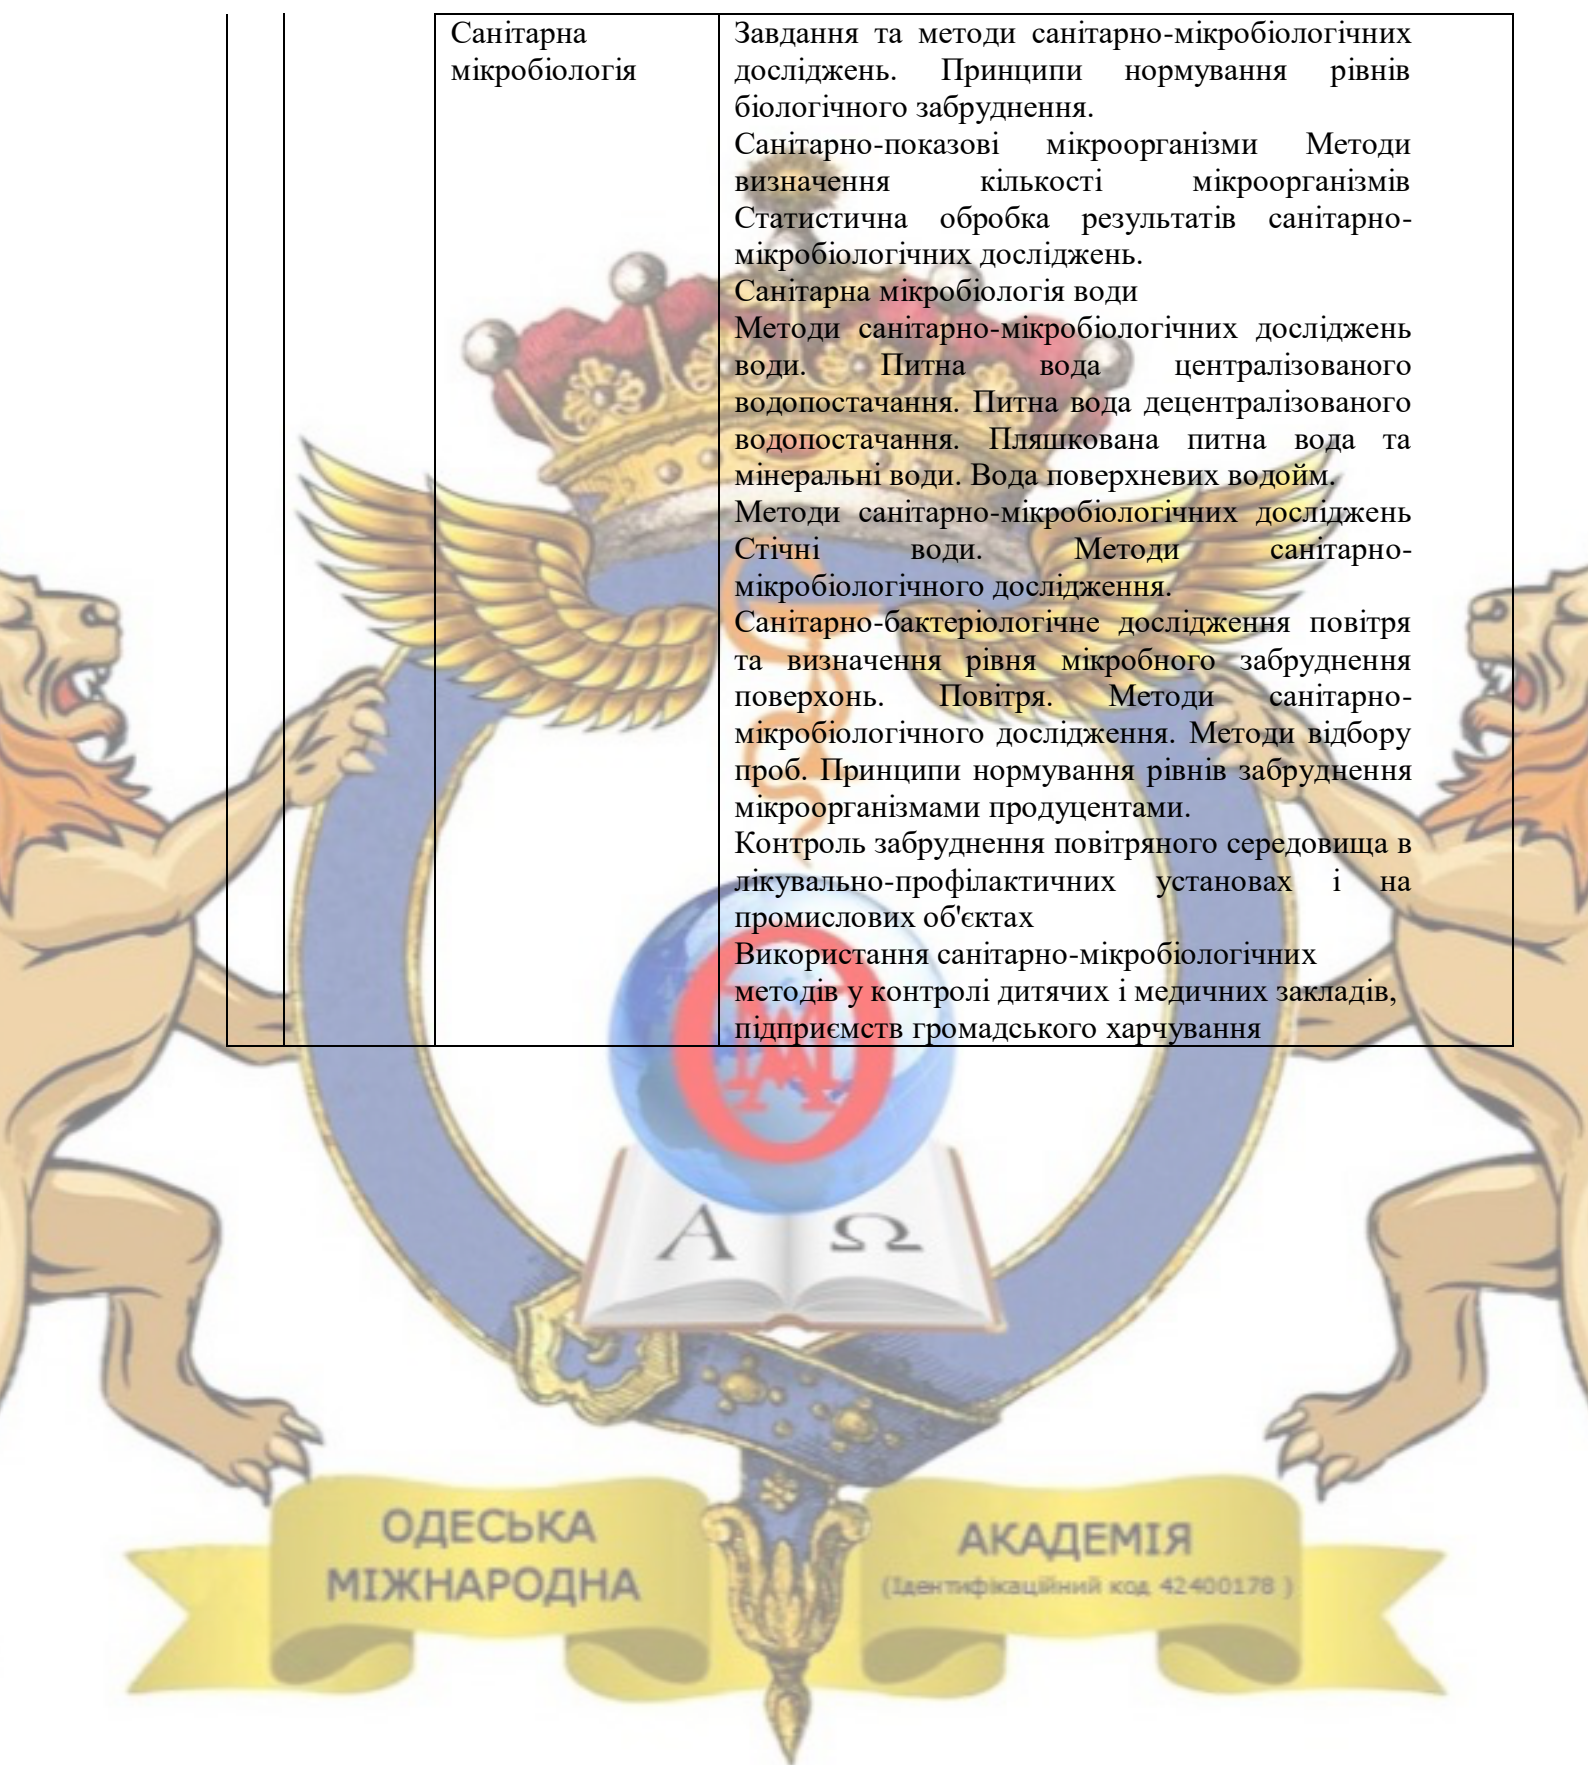 Санітарна
мікробіологія
Завдання та методи санітарно-мікробіологічних
досліджень. Принципи нормування рівнів
біологічного забруднення.
Санітарно-показові мікроорганізми Методи
визначення кількості мікроорганізмів
Статистична обробка результатів санітарно-
мікробіологічних досліджень.
Санітарна мікробіологія води
Методи санітарно-мікробіологічних досліджень
води. Питна вода централізованого
водопостачання. Питна вода децентралізованого
водопостачання. Пляшкована питна вода та
мінеральні води. Вода поверхневих водойм.
Методи санітарно-мікробіологічних досліджень
Стічні води. Методи санітарно-
мікробіологічного дослідження.
Санітарно-бактеріологічне дослідження повітря
та визначення рівня мікробного забруднення
поверхонь. Повітря. Методи санітарно-
мікробіологічного дослідження. Методи відбору
проб. Принципи нормування рівнів забруднення
мікроорганізмами продуцентами.
Контроль забруднення повітряного середовища в
лікувально-профілактичних установах і на
промислових об'єктах
Використання санітарно-мікробіологічних
методів у контролі дитячих і медичних закладів,
підприємств громадського харчування
А Ω
ОДЕСЬКА
МІЖНАРОДНА
АКАДЕМІЯ
(Ідентифікаційний код 42400178 )